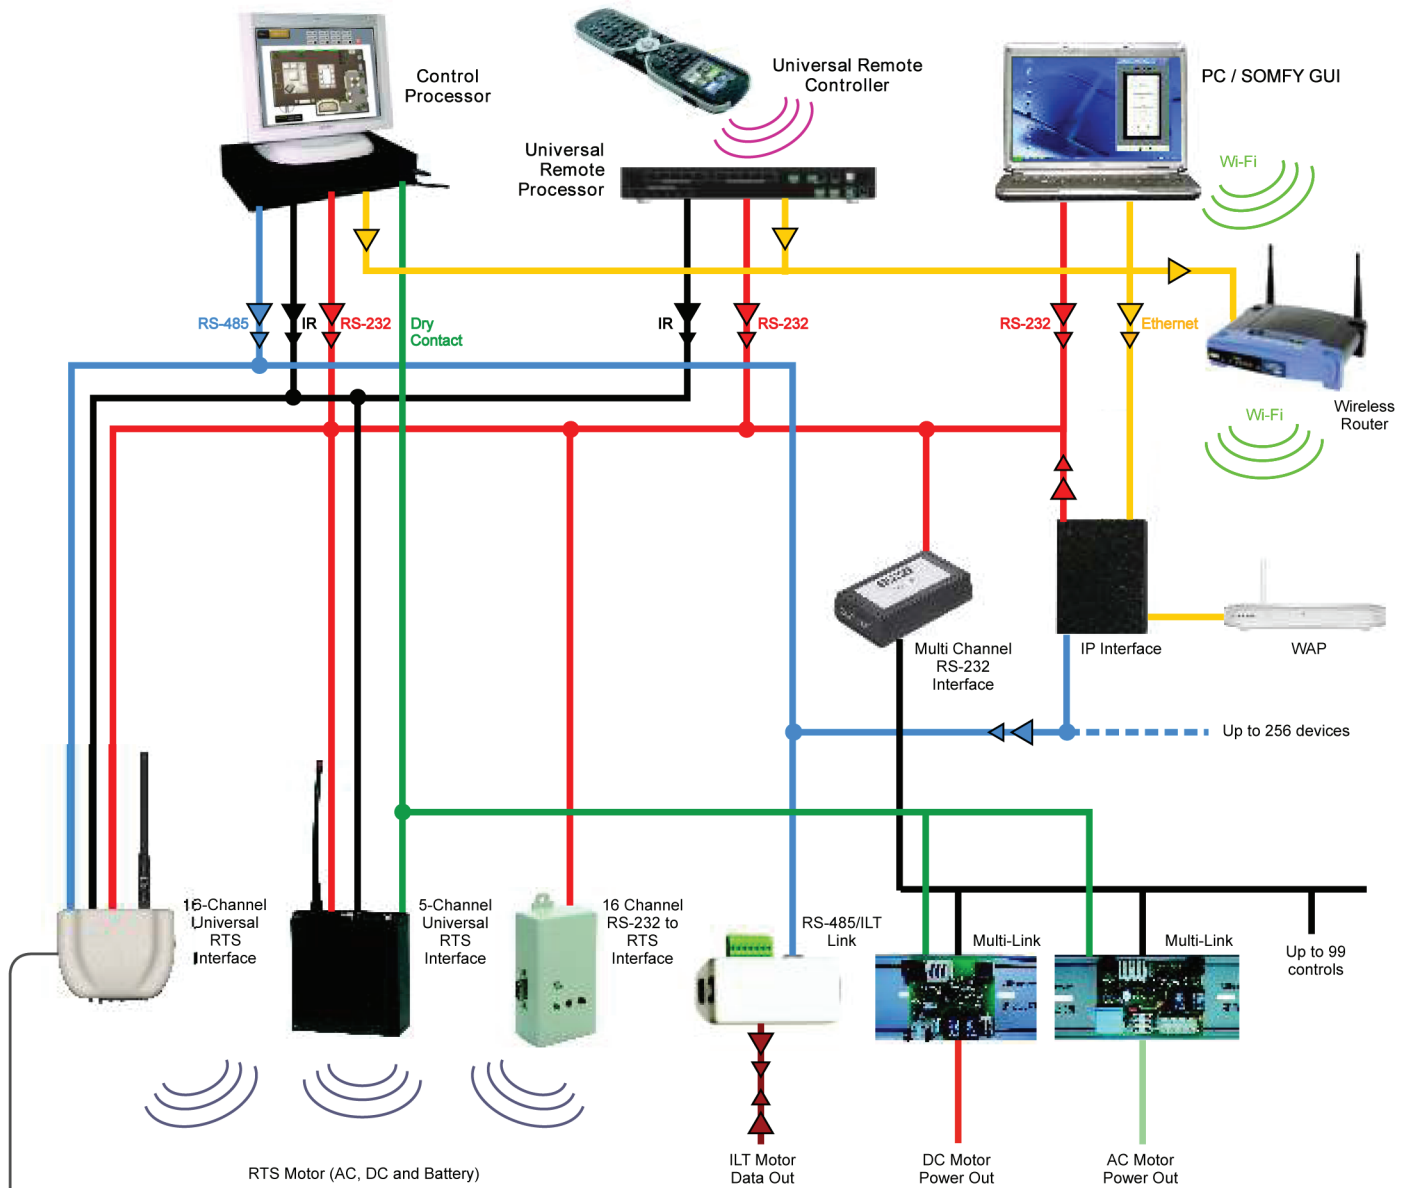 Control
Processor
Universal Remote
Controller
PC / SOMFY GUI
Universal
Remote
Processor
Wi-Fi
RS-485
IR
RS-232
Dry
Contact
IR
RS-232
RS-232
Ethernet
Wireless
Router
Wi-Fi
Multi Channel
RS-232
Interface
IP Interface
WAP
Up to 256 devices
16-Channel
Universal
RTS
Interface
5-Channel
Universal
RTS
Interface
16 Channel
RS-232 to
RTS
Interface
RS-485/ILT
Link
Multi-Link
Multi-Link
Up to 99
controls
RTS Motor (AC, DC and Battery)
ILT Motor
Data Out
DC Motor
Power Out
AC Motor
Power Out